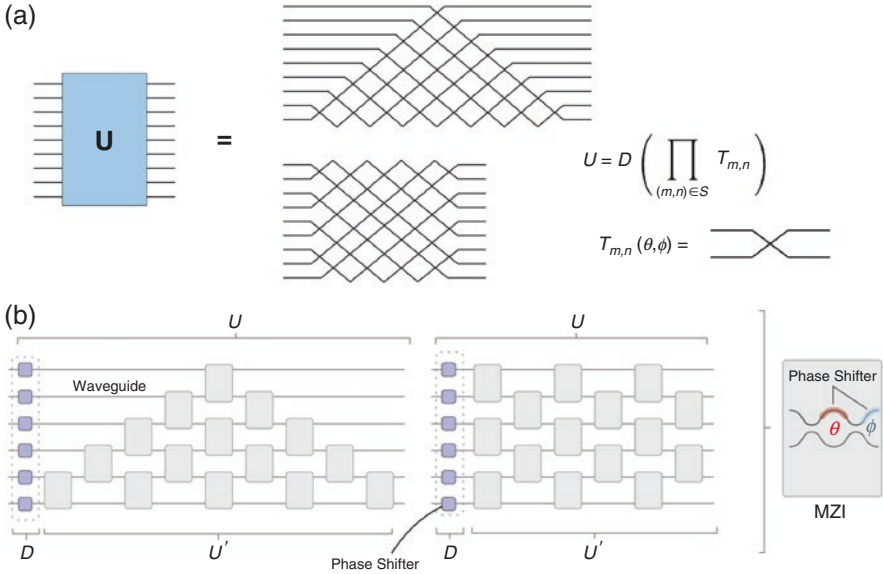 (a)
U
=
U = D ( ∏ T_{m,n} )
(m,n)∈S
T_{m,n} (θ,ϕ) =
(b)
U
U
Waveguide
Phase Shifter
θ
ϕ
MZI
D
U′
Phase Shifter
D
U′